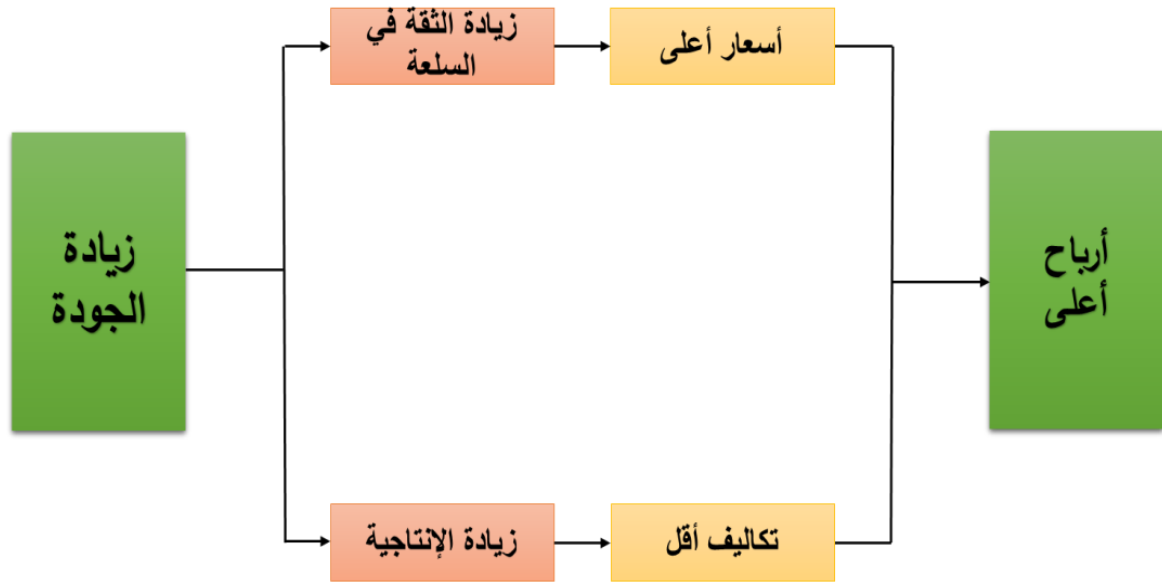 زيادة
الجودة
زيادة الثقة في
السلعة
أسعار أعلى
زيادة الإنتاجية
تكاليف أقل
أرباح
أعلى